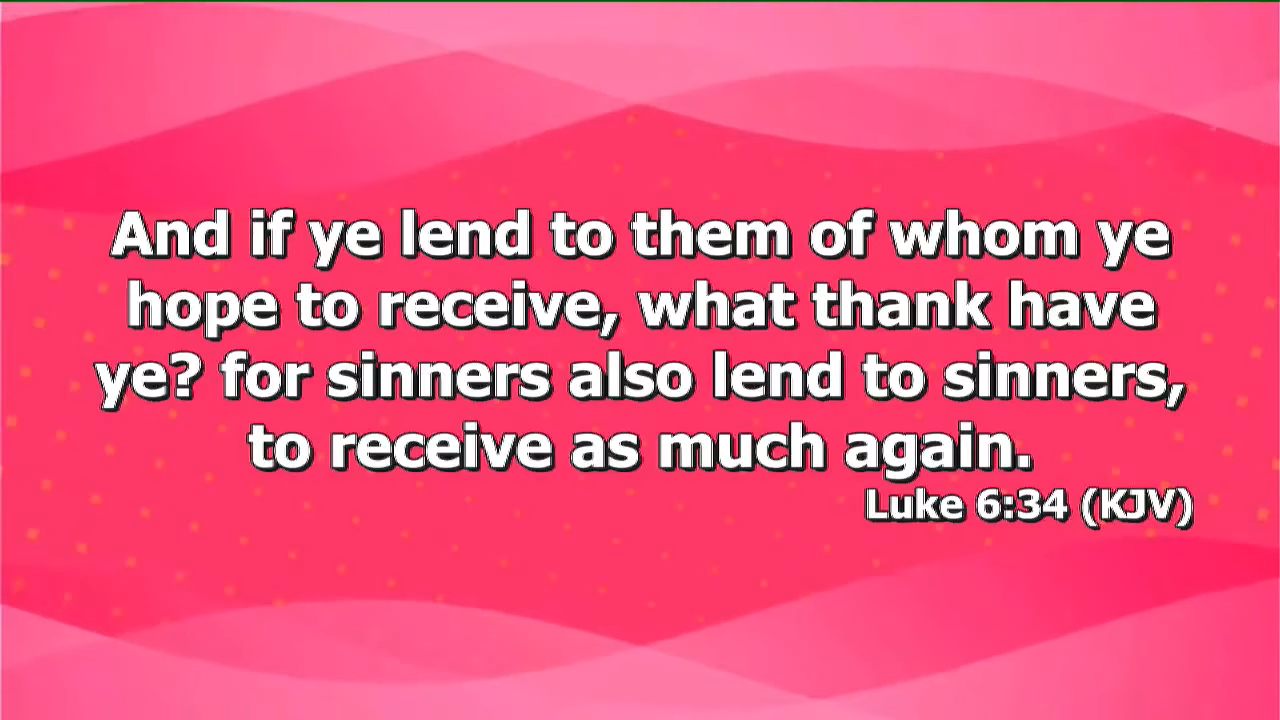 And if ye lend to them of whom ye
hope to receive, what thank have
ye? for sinners also lend to sinners,
to receive as much again.
Luke 6:34 (KJV)